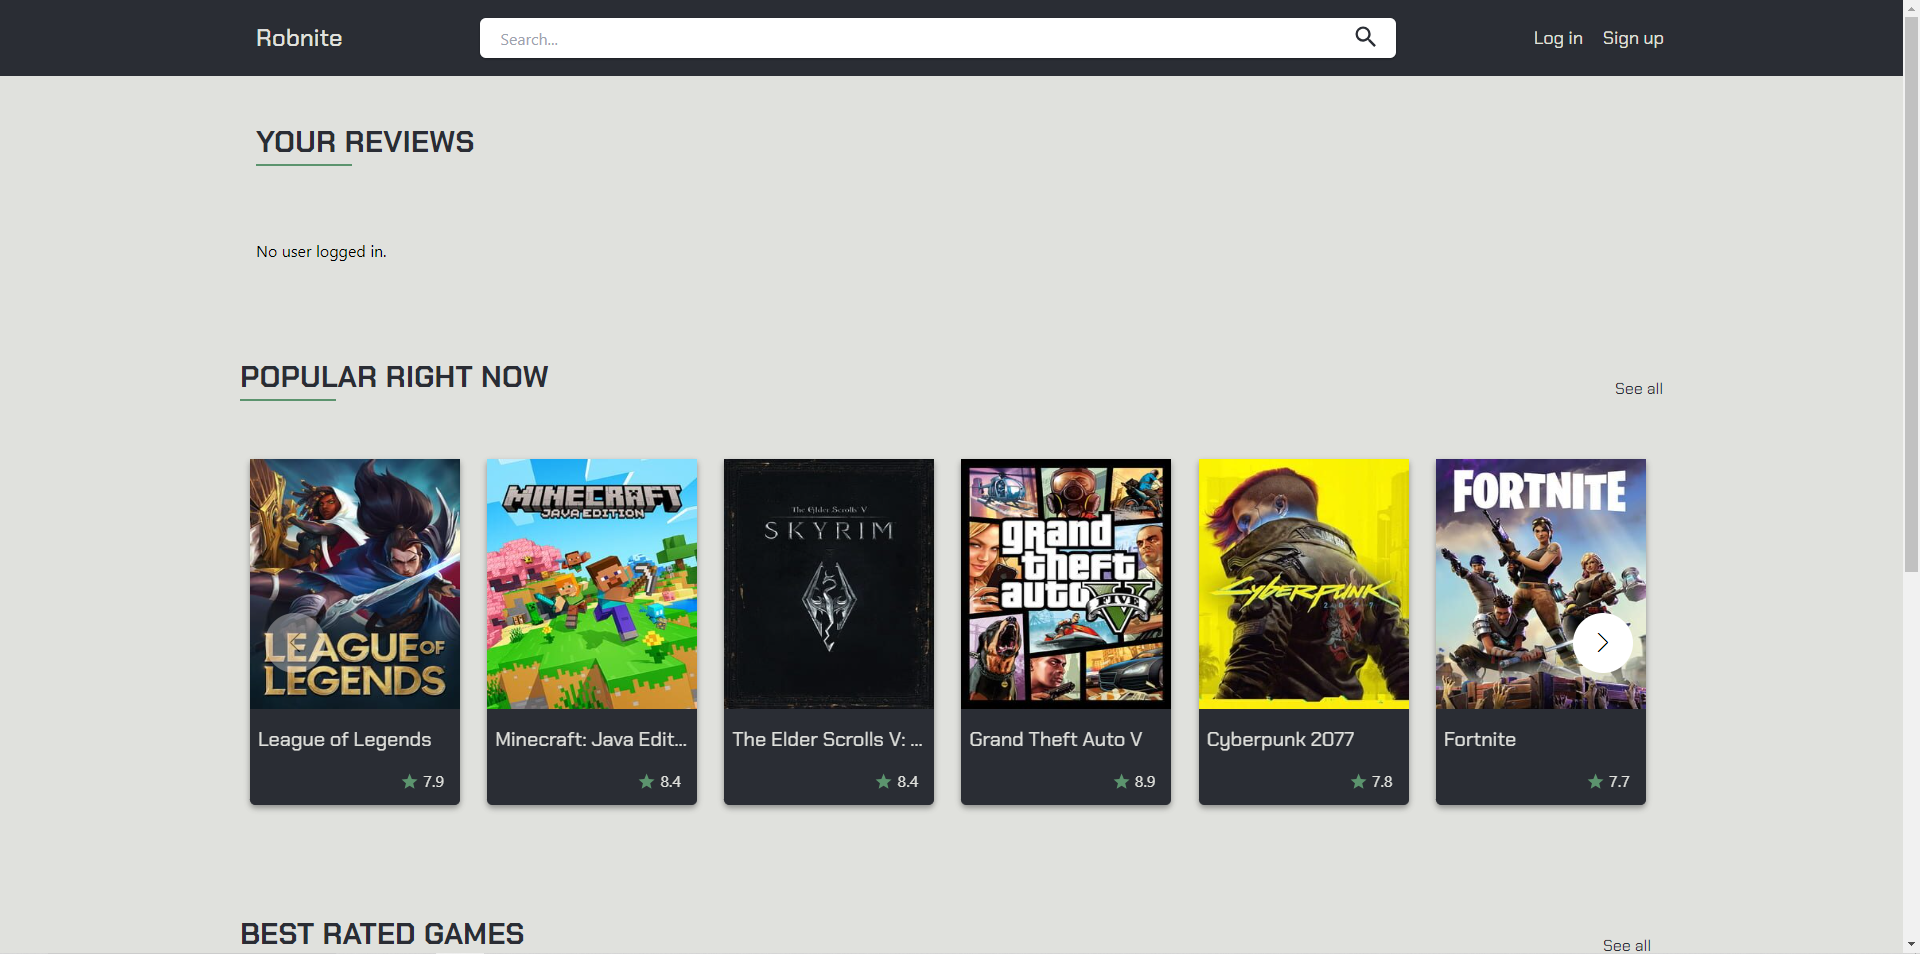 Robnite
Search...
Log in
Sign up
YOUR REVIEWS
No user logged in.
POPULAR RIGHT NOW
See all
LEAGUE OF
LEGENDS
MINECRAFT
JAVA EDITION
The Elder Scrolls V
SKYRIM
grand
theft
auto V
FIVE
Cyberpunk
2077
FORTNITE
League of Legends
7.9
Minecraft: Java Edit...
8.4
The Elder Scrolls V: ...
8.4
Grand Theft Auto V
8.9
Cyberpunk 2077
7.8
Fortnite
7.7
BEST RATED GAMES
See all